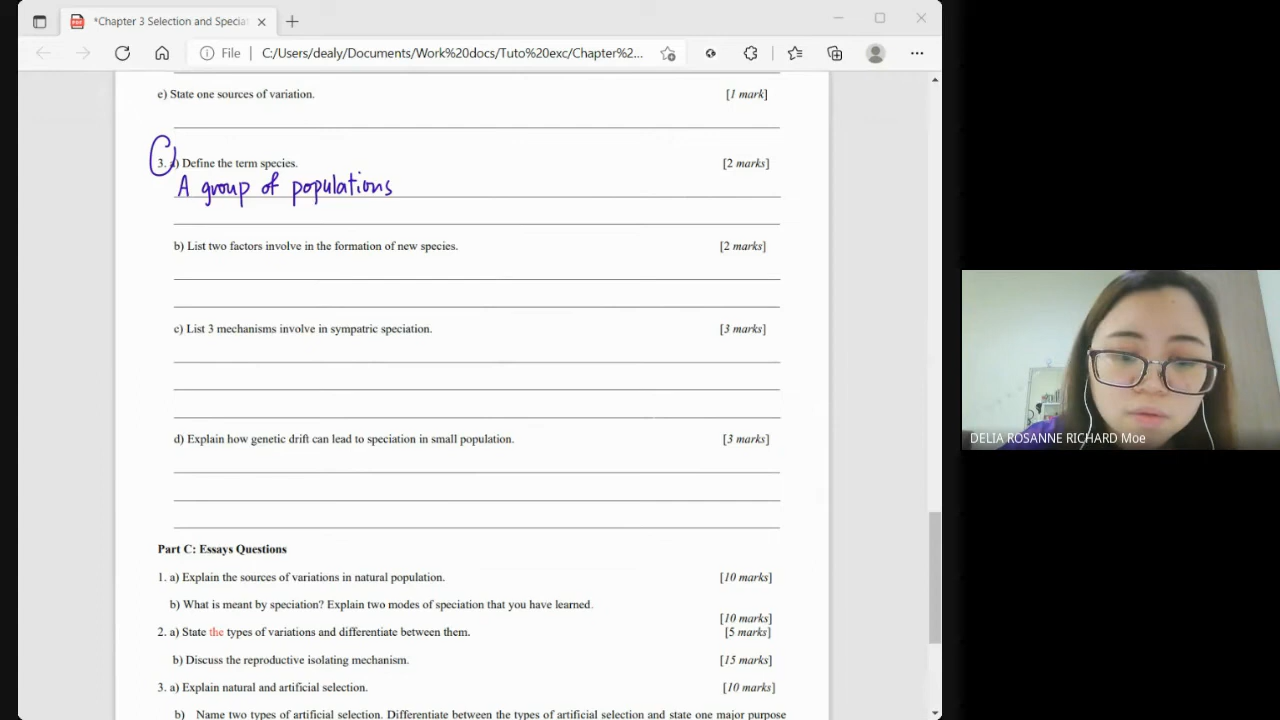 *Chapter 3 Selection and Specia
File C:/Users/dealy/Documents/Work%20docs/Tuto%20exc/Chapter%2...
e) State one sources of variation. [1 mark]
3. a) Define the term species. [2 marks]
A group of populations
b) List two factors involve in the formation of new species. [2 marks]
c) List 3 mechanisms involve in sympatric speciation. [3 marks]
d) Explain how genetic drift can lead to speciation in small population. [3 marks]
Part C: Essays Questions
1. a) Explain the sources of variations in natural population. [10 marks]
b) What is meant by speciation? Explain two modes of speciation that you have learned.
[10 marks]
2. a) State the types of variations and differentiate between them. [5 marks]
b) Discuss the reproductive isolating mechanism. [15 marks]
3. a) Explain natural and artificial selection. [10 marks]
b) Name two types of artificial selection. Differentiate between the types of artificial selection and state one major purpose
DELIA ROSANNE RICHARD Moe